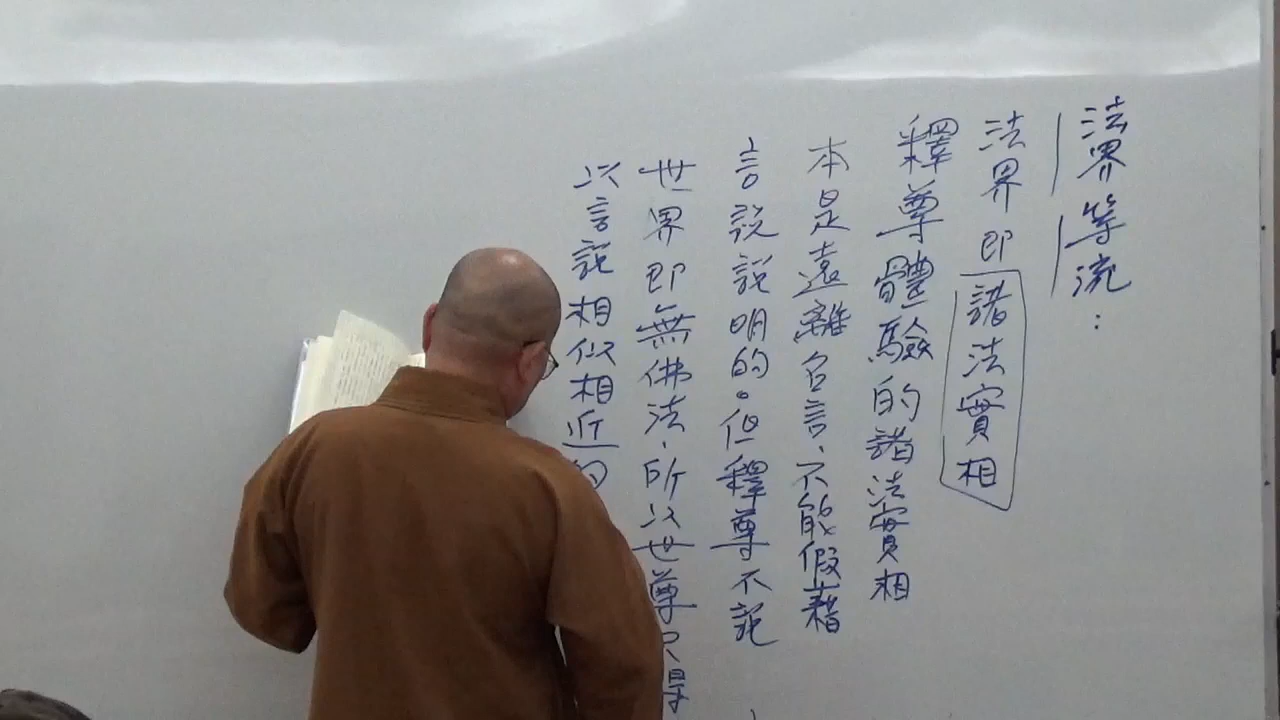 法界等流：
法界即諸法實相
釋尊體驗的諸法實相
本是遠離名言、不能假藉
言說說明的。但釋尊不說
世界即無佛法，所以世尊只得
以言說相似相近的